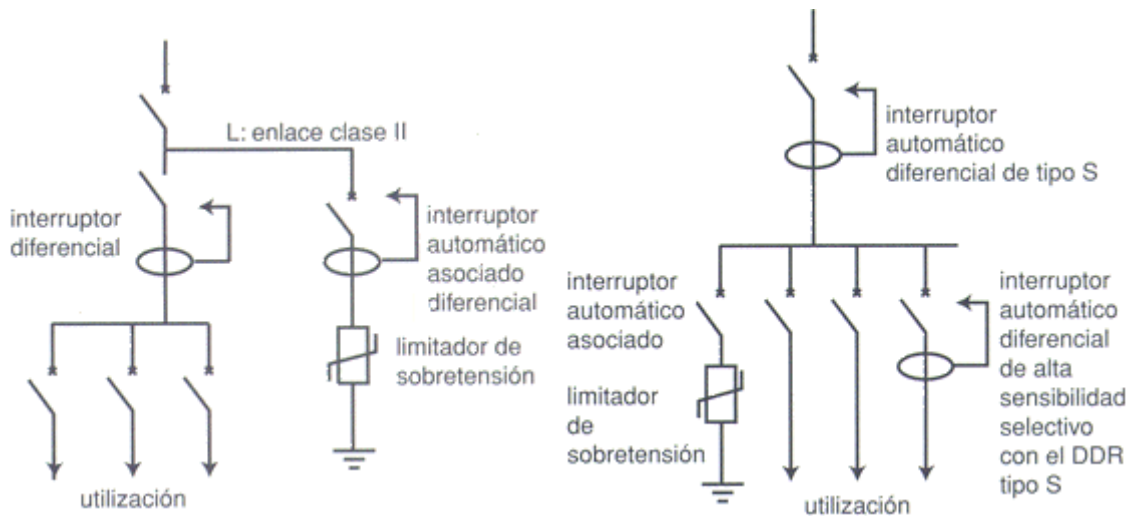 L: enlace clase II
interruptor
diferencial
interruptor
automático
asociado
diferencial
limitador de
sobretensión
utilización
interruptor
automático
diferencial de tipo S
interruptor
automático
asociado
limitador
de
sobretensión
interruptor
automático
diferencial
de alta
sensibilidad
selectivo
con el DDR
tipo S
utilización